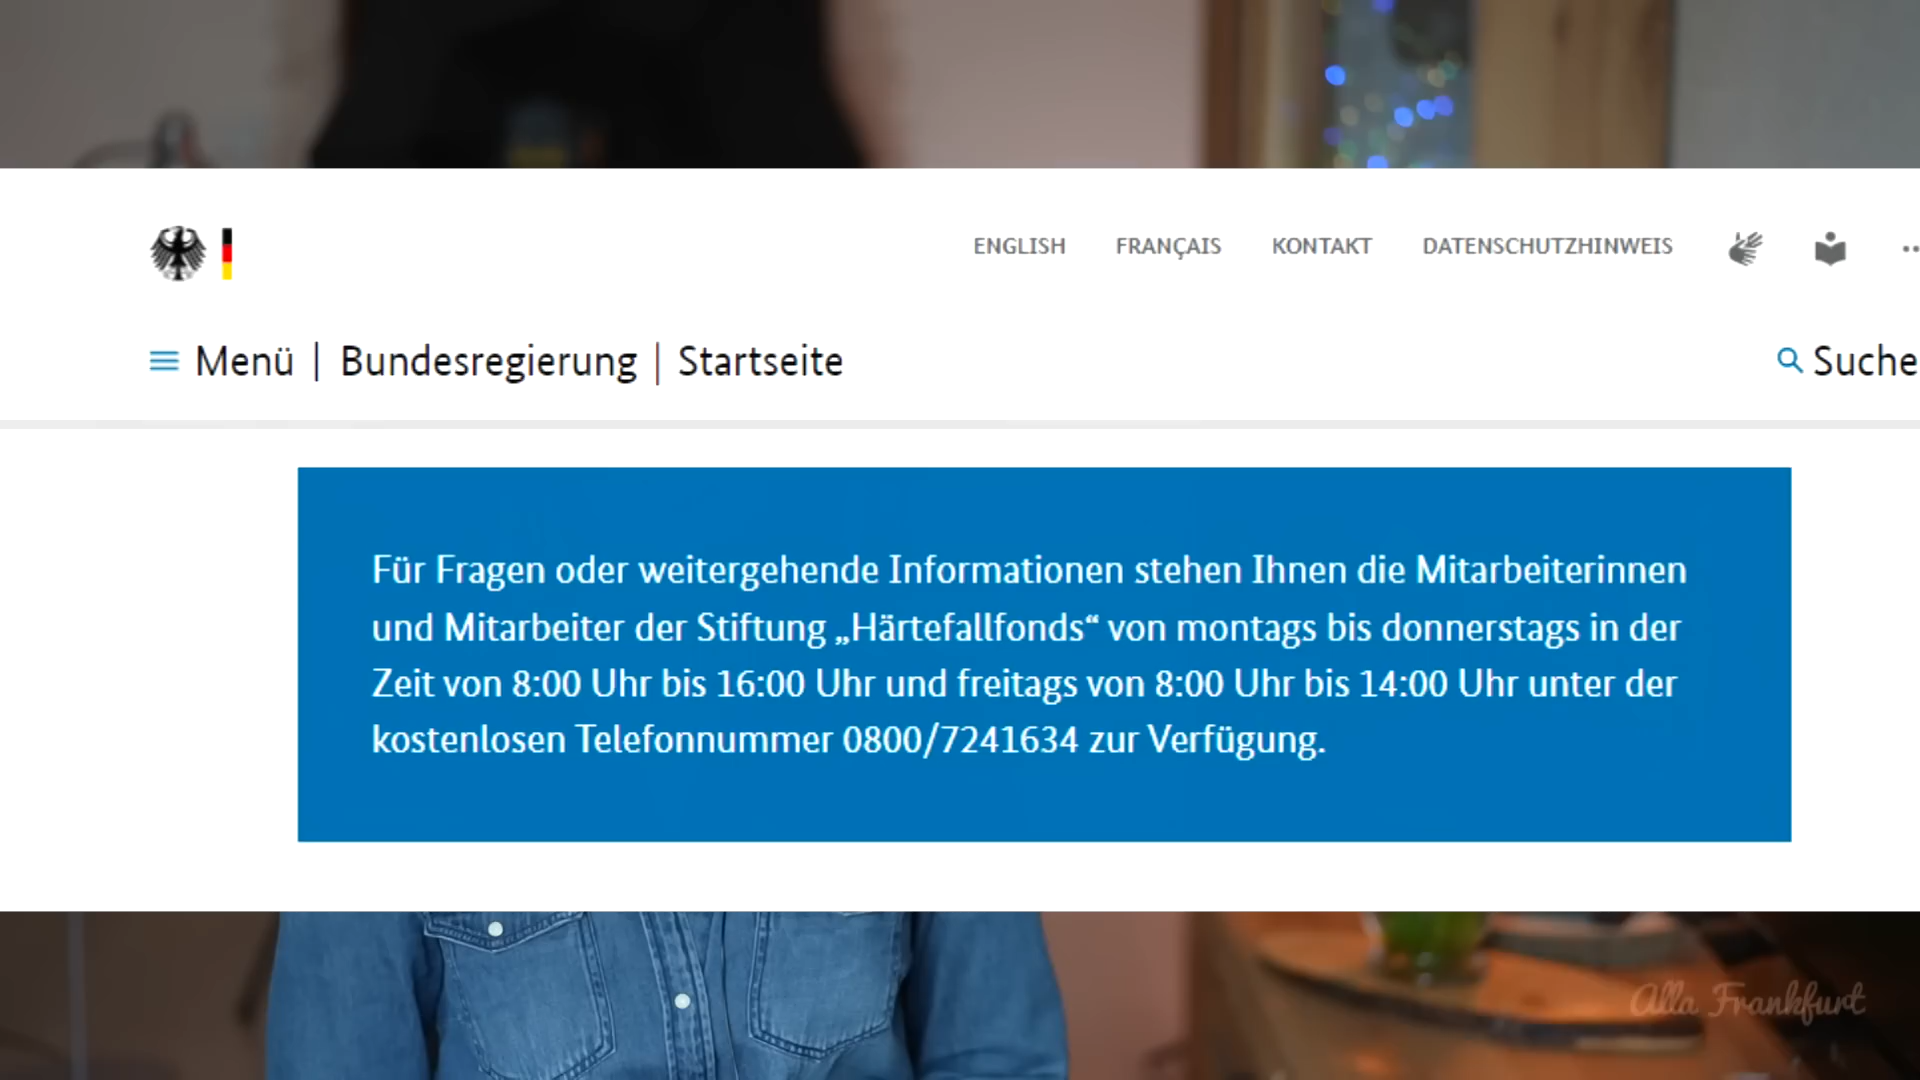 ENGLISH FRANÇAIS KONTAKT DATENSCHUTZHINWEIS
Menü | Bundesregierung | Startseite
Suche
Für Fragen oder weitergehende Informationen stehen Ihnen die Mitarbeiterinnen
und Mitarbeiter der Stiftung „Härtefallfonds“ von montags bis donnerstags in der
Zeit von 8:00 Uhr bis 16:00 Uhr und freitags von 8:00 Uhr bis 14:00 Uhr unter der
kostenlosen Telefonnummer 0800/7241634 zur Verfügung.
Alla Frankfurt